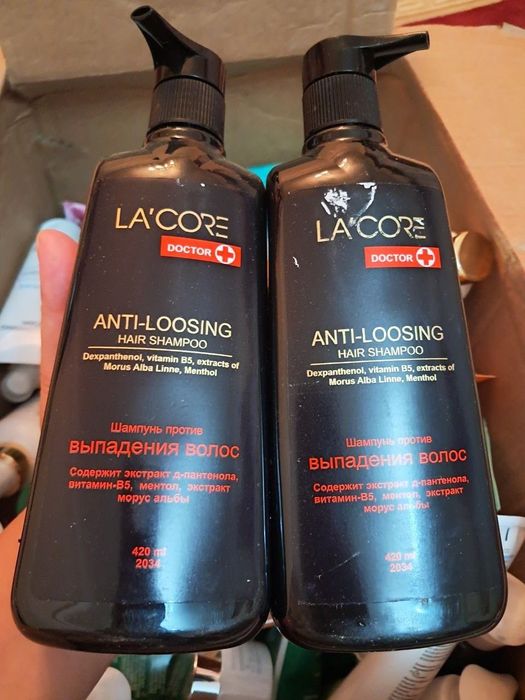 LA'CORE
DOCTOR
ANTI-LOOSING
HAIR SHAMPOO
Dexpanthenol, vitamin B5, extracts of
Morus Alba Linne, Menthol
Шампунь против
выпадения волос
Содержит экстракт д-пантенола,
витамин-B5, ментол, экстракт
морус альбы
420 ml
2034
LA'CORE
DOCTOR
ANTI-LOOSING
HAIR SHAMPOO
Dexpanthenol, vitamin B5, extracts of
Morus Alba Linne, Menthol
Шампунь против
выпадения волос
Содержит экстракт д-пантенола,
витамин-B5, ментол, экстракт
морус альбы
420 ml
2034